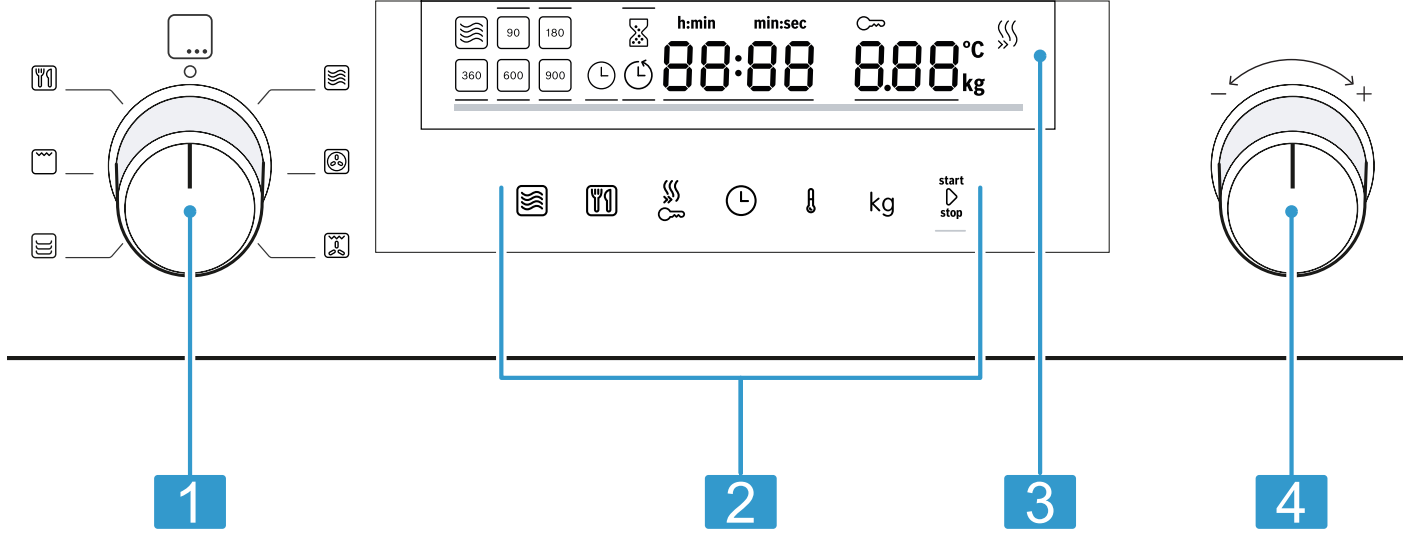 90 180 h:min min:sec
88:88 8.88 °C
360 600 900 kg
− +
kg start
stop
1 2 3 4